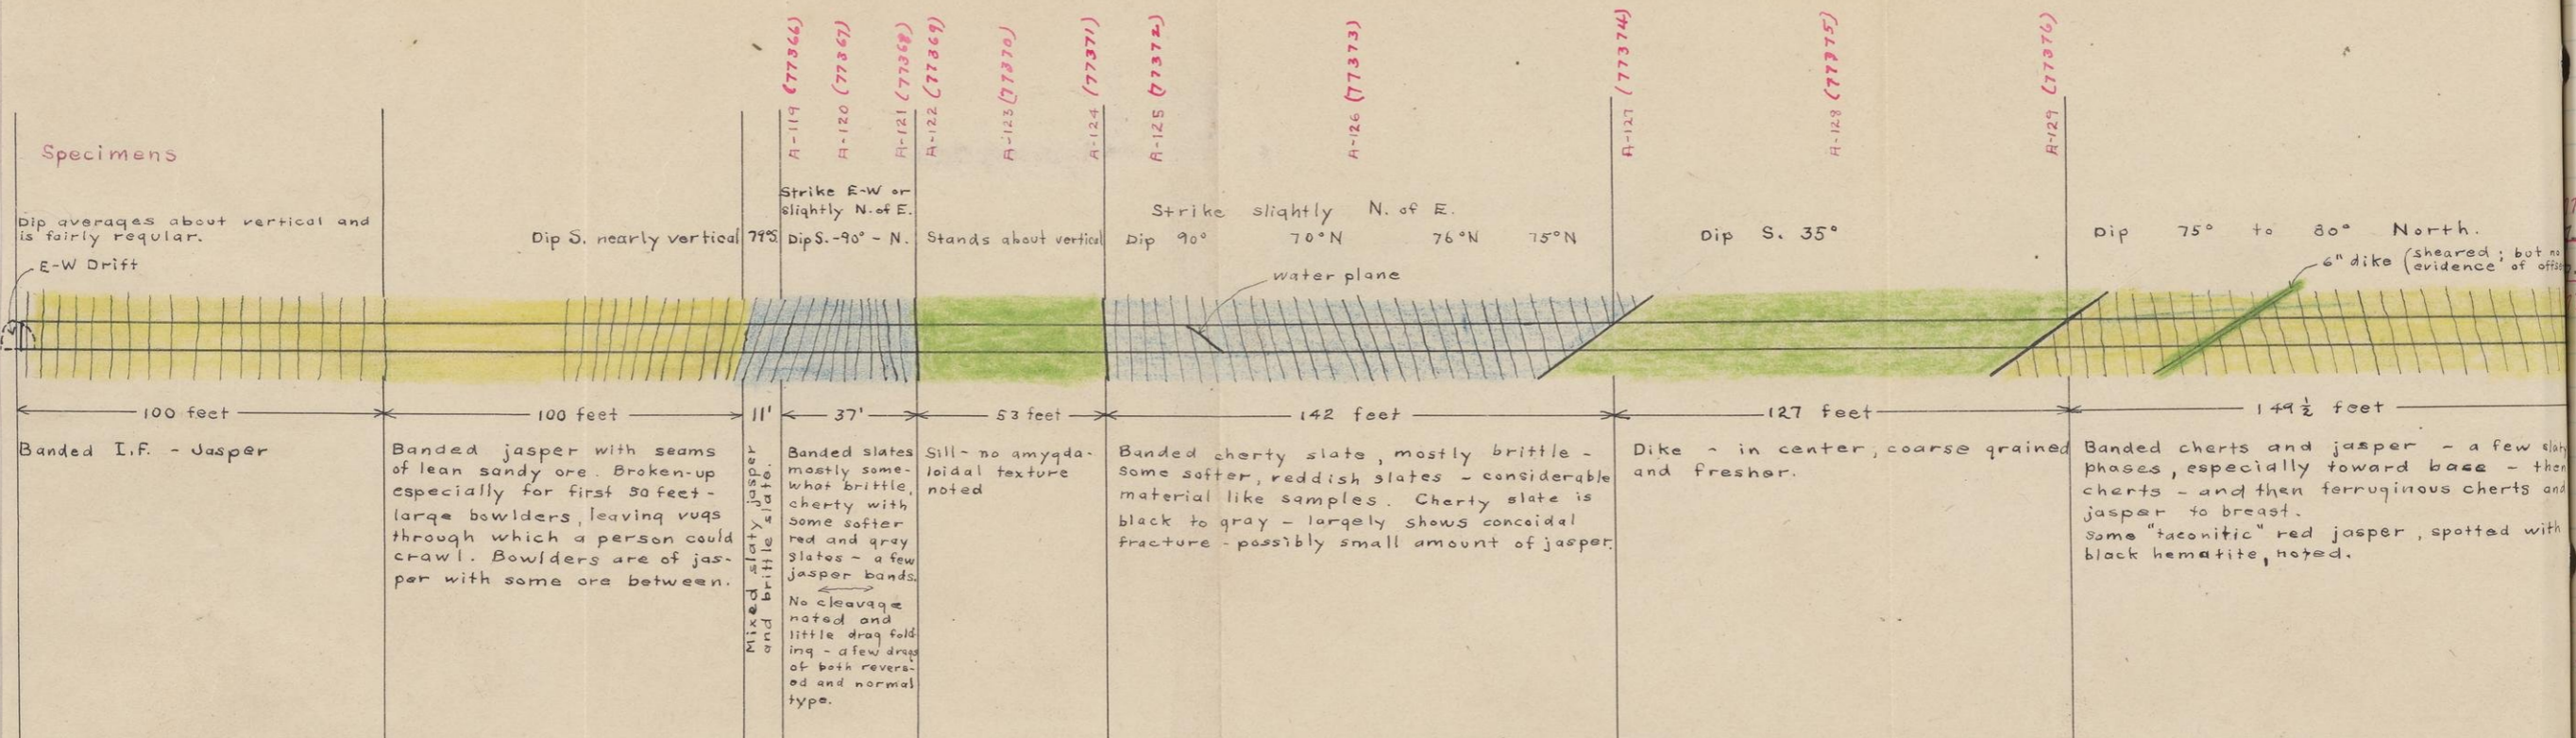 A-119 (77366)
A-120 (77367)
A-121 (77368)
A-122 (77369)
A-123 (77370)
A-124 (77371)
A-125 (77372)
A-126 (77373)
A-127 (77374)
A-128 (77375)
A-129 (77376)
Specimens
Dip averages about vertical and
is fairly regular.
E-W Drift
Dip S. nearly vertical
79°S.
Strike E-W or
slightly N. of E.
Dip S. -90° - N.
Stands about vertical
Strike slightly N. of E.
Dip 90° 70°N 76°N 75°N
water plane
Dip S. 35°
Dip 75° to 80° North.
6" dike (sheared; but no
evidence of
100 feet
100 feet
11'
37'
53 feet
142 feet
127 feet
149½ feet
Banded I.F. - Jasper
Banded jasper with seams
of lean sandy ore. Broken-up
especially for first 50 feet -
large bowlders, leaving vugs
through which a person could
crawl. Bowlders are of jas-
per with some ore between.
Mixed slaty jasper
and brittle slate.
Banded slates
mostly some-
what brittle,
cherty with
some softer
red and gray
slates - a few
jasper bands.
No cleavage
noted and
little drag fold-
ing - a few drags
of both revers-
ed and normal
type.
Sill - no amygda-
loidal texture
noted
Banded cherty slate, mostly brittle -
some softer, reddish slates - considerable
material like samples. Cherty slate is
black to gray - largely shows concoidal
fracture - possibly small amount of jasper.
Dike - in center, coarse grained
and fresher.
Banded cherts and jasper - a few
phases, especially toward base - then
cherts - and then ferruginous cherts and
jasper to breast.
Some "taconitic" red jasper, spotted with
black hematite, noted.